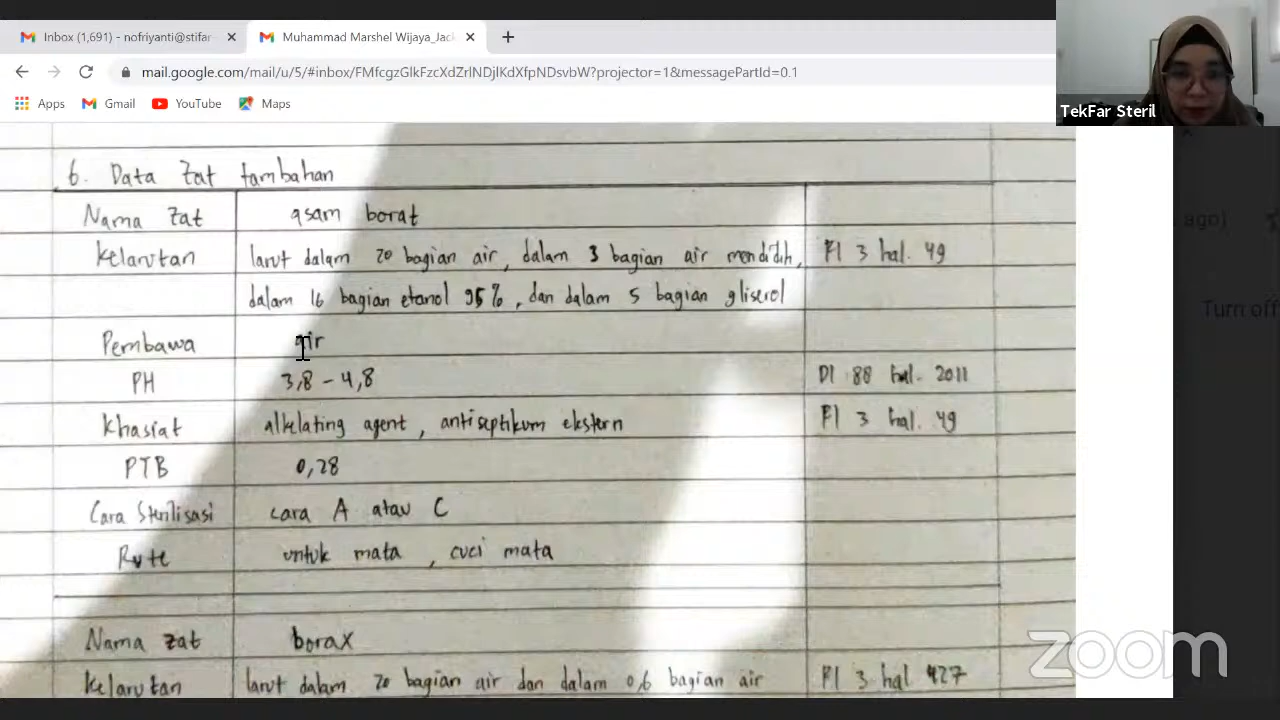 Inbox (1,691) - nofriyanti@stifar
Muhammad Marshel Wijaya_Jack
mail.google.com/mail/u/5/#inbox/FMfcgzGlkFzcXdZrlNDjlKdXfpNDsvbW?projector=1&messagePartId=0.1
Apps Gmail YouTube Maps
TekFar Steril
6. Data Zat tambahan
Nama Zat asam borat
Kelarutan larut dalam 20 bagian air, dalam 3 bagian air mendidih, FI 3 hal. 49
dalam 16 bagian etanol 95%, dan dalam 5 bagian gliserol
Pembawa air
PH 3,8 - 4,8 DI 88 hal. 2011
Khasiat alkelating agent, antiseptikum ekstern FI 3 hal. 49
PTB 0,28
Cara Sterilisasi cara A atau C
Rute untuk mata, cuci mata
Nama zat borax
Kelarutan larut dalam 20 bagian air dan dalam 0,6 bagian air FI 3 hal 427
ago)
Turn off
zoom